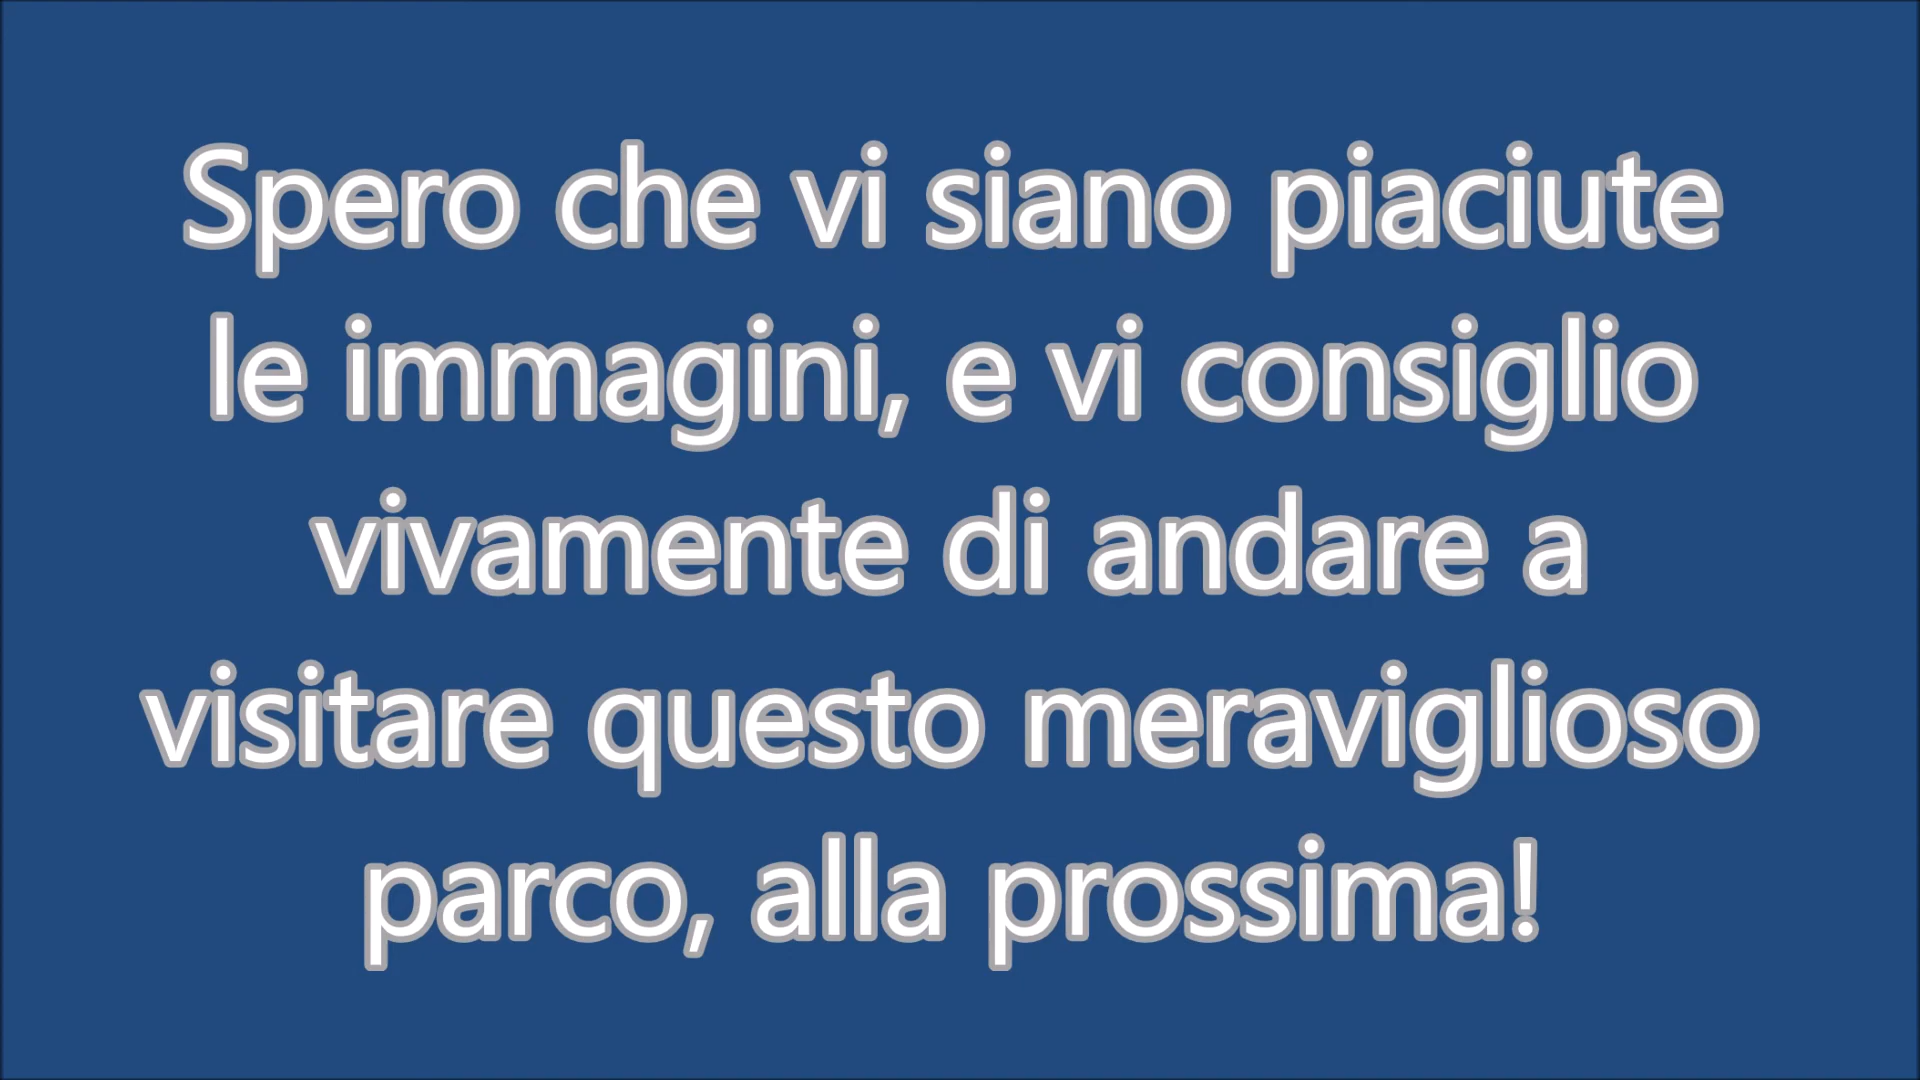 Spero che vi siano piaciute
le immagini, e vi consiglio
vivamente di andare a
visitare questo meraviglioso
parco, alla prossima!